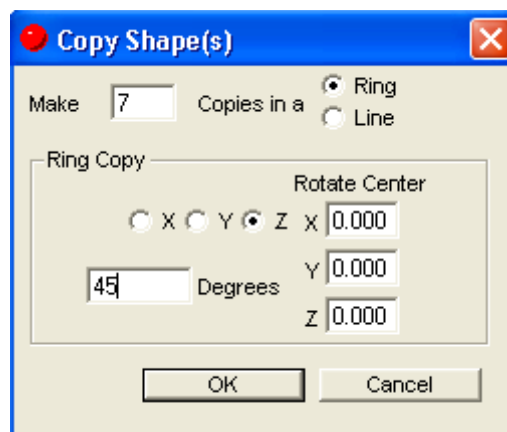 Copy Shape(s)
Make 7 Copies in a Ring
Line
Ring Copy
Rotate Center
X Y Z X 0.000
45 Degrees Y 0.000
Z 0.000
OK Cancel